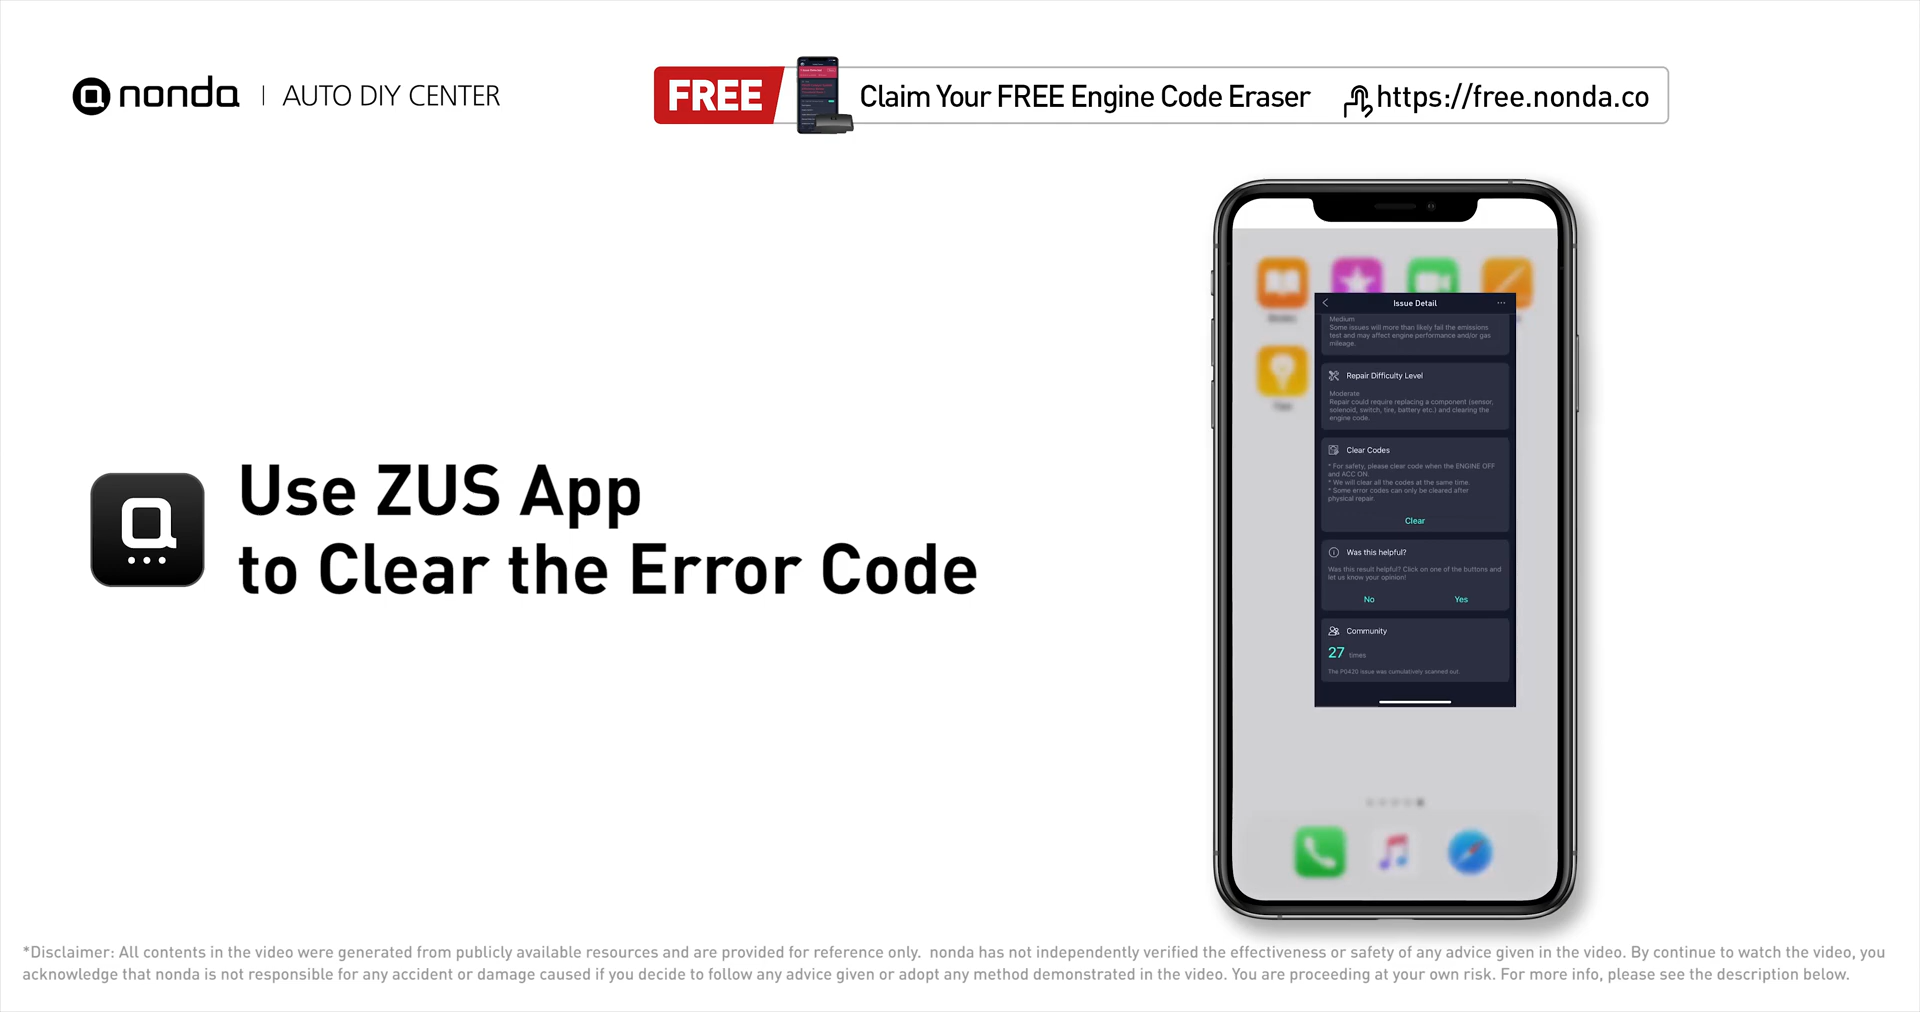 nonda | AUTO DIY CENTER
FREE
Claim Your FREE Engine Code Eraser
https://free.nonda.co
Use ZUS App
to Clear the Error Code
Issue Detail
Medium
Some issues will more than likely fail the emissions
test and may affect engine performance and/or gas
mileage.
Repair Difficulty Level
Moderate
Repair could require replacing a component (sensor,
solenoid, switch, tire, battery etc.) and clearing the
engine code.
Clear Codes
* For safety, please clear code when the ENGINE OFF
and ACC ON.
* We will clear all the codes at the same time.
* Some error codes can only be cleared after
physical repair.
Clear
Was this helpful?
Was this result helpful? Click on one of the buttons and
let us know your opinion!
No Yes
Community
27 times
The P0420 issue was cumulatively scanned out
*Disclaimer: All contents in the video were generated from publicly available resources and are provided for reference only. nonda has not independently verified the effectiveness or safety of any advice given in the video. By continue to watch the video, you
acknowledge that nonda is not responsible for any accident or damage caused if you decide to follow any advice given or adopt any method demonstrated in the video. You are proceeding at your own risk. For more info, please see the description below.